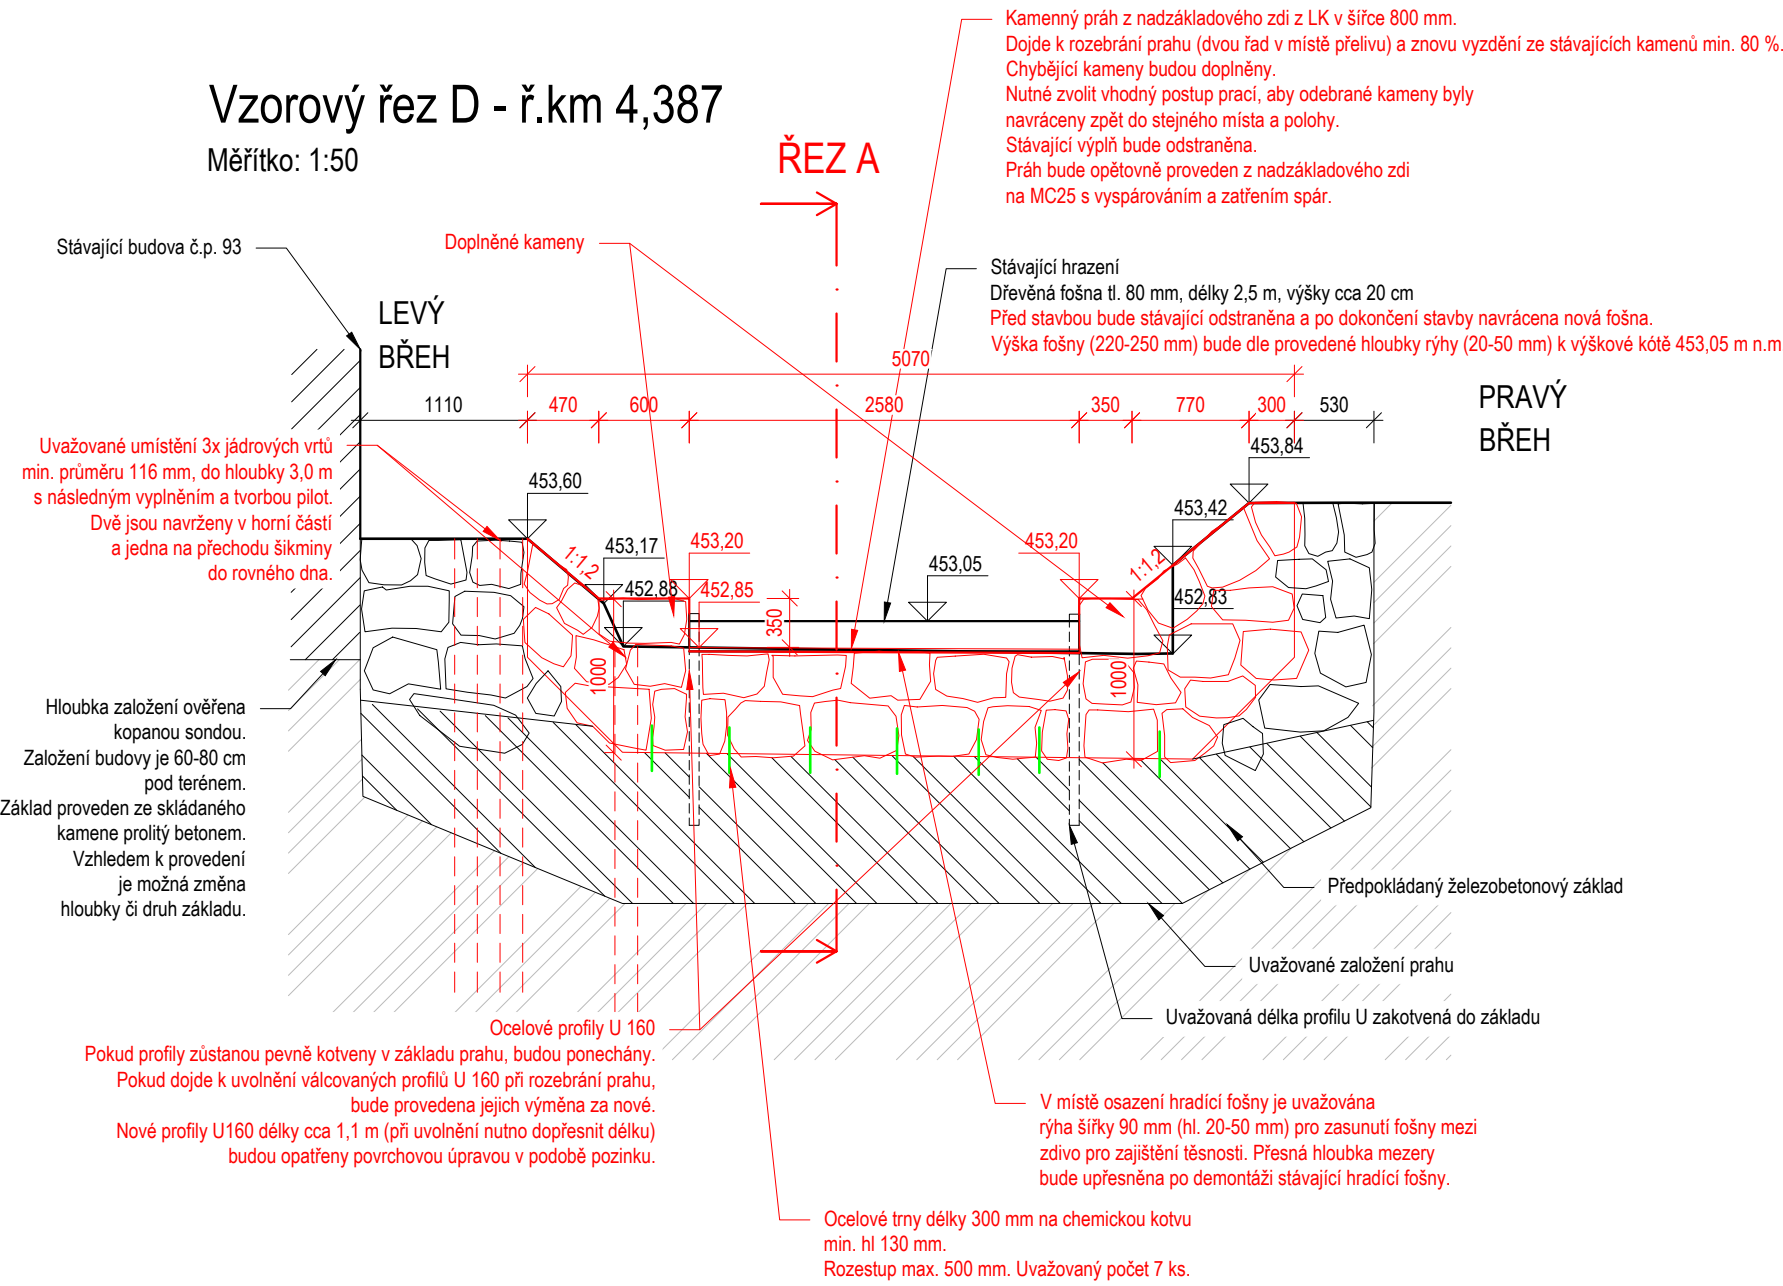 Kamenný práh z nadzákladového zdi z LK v šířce 800 mm.
Dojde k rozebrání prahu (dvou řad v místě přelivu) a znovu vyzdění ze stávajících kamenů min. 80 %.
Chybějící kameny budou doplněny.
Nutné zvolit vhodný postup prací, aby odebrané kameny byly
navráceny zpět do stejného místa a polohy.
Stávající výplň bude odstraněna.
Práh bude opětovně proveden z nadzákladového zdi
na MC25 s vyspárováním a zatřením spár.
Vzorový řez D - ř.km 4,387
Měřítko: 1:50
ŘEZ A
Stávající budova č.p. 93
Doplněné kameny
Stávající hrazení
Dřevěná fošna tl. 80 mm, délky 2,5 m, výšky cca 20 cm
Před stavbou bude stávající odstraněna a po dokončení stavby navrácena nová fošna.
Výška fošny (220-250 mm) bude dle provedené hloubky rýhy (20-50 mm) k výškové kótě 453,05 m n.m
LEVÝ
BŘEH
PRAVÝ
BŘEH
5070
1110
470
600
2580
350
770
300
530
Uvažované umístění 3x jádrových vrtů
min. průměru 116 mm, do hloubky 3,0 m
s následným vyplněním a tvorbou pilot.
Dvě jsou navrženy v horní částí
a jedna na přechodu šikminy
do rovného dna.
453,84
453,60
453,42
453,17
453,20
453,20
453,05
1:1,2
1:1,2
452,88
452,85
452,83
350
1000
1000
Hloubka založení ověřena
kopanou sondou.
Založení budovy je 60-80 cm
pod terénem.
Základ proveden ze skládaného
kamene prolitý betonem.
Vzhledem k provedení
je možná změna
hloubky či druh základu.
Předpokládaný železobetonový základ
Uvažované založení prahu
Uvažovaná délka profilu U zakotvená do základu
Ocelové profily U 160
Pokud profily zůstanou pevně kotveny v základu prahu, budou ponechány.
Pokud dojde k uvolnění válcovaných profilů U 160 při rozebrání prahu,
bude provedena jejich výměna za nové.
Nové profily U160 délky cca 1,1 m (při uvolnění nutno dopřesnit délku)
budou opatřeny povrchovou úpravou v podobě pozinku.
V místě osazení hradící fošny je uvažována
rýha šířky 90 mm (hl. 20-50 mm) pro zasunutí fošny mezi
zdivo pro zajištění těsnosti. Přesná hloubka mezery
bude upřesněna po demontáži stávající hradící fošny.
Ocelové trny délky 300 mm na chemickou kotvu
min. hl 130 mm.
Rozestup max. 500 mm. Uvažovaný počet 7 ks.